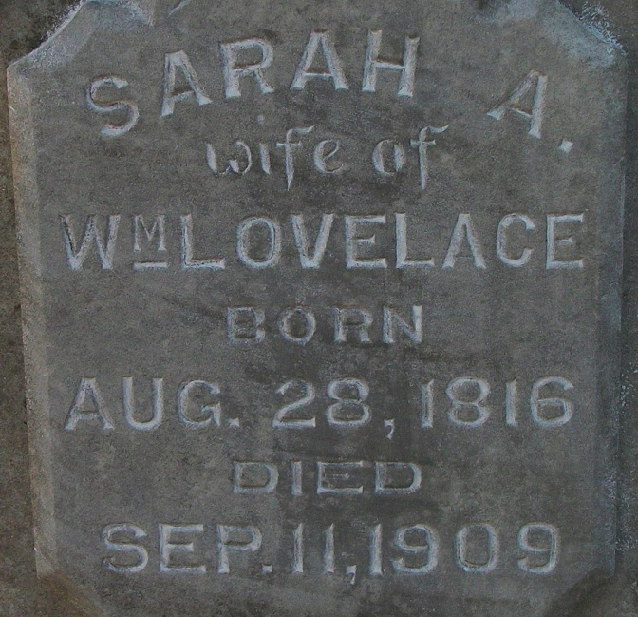 SARAH A.
wife of
WM LOVELACE
BORN
AUG. 28, 1816
DIED
SEP. 11, 1909